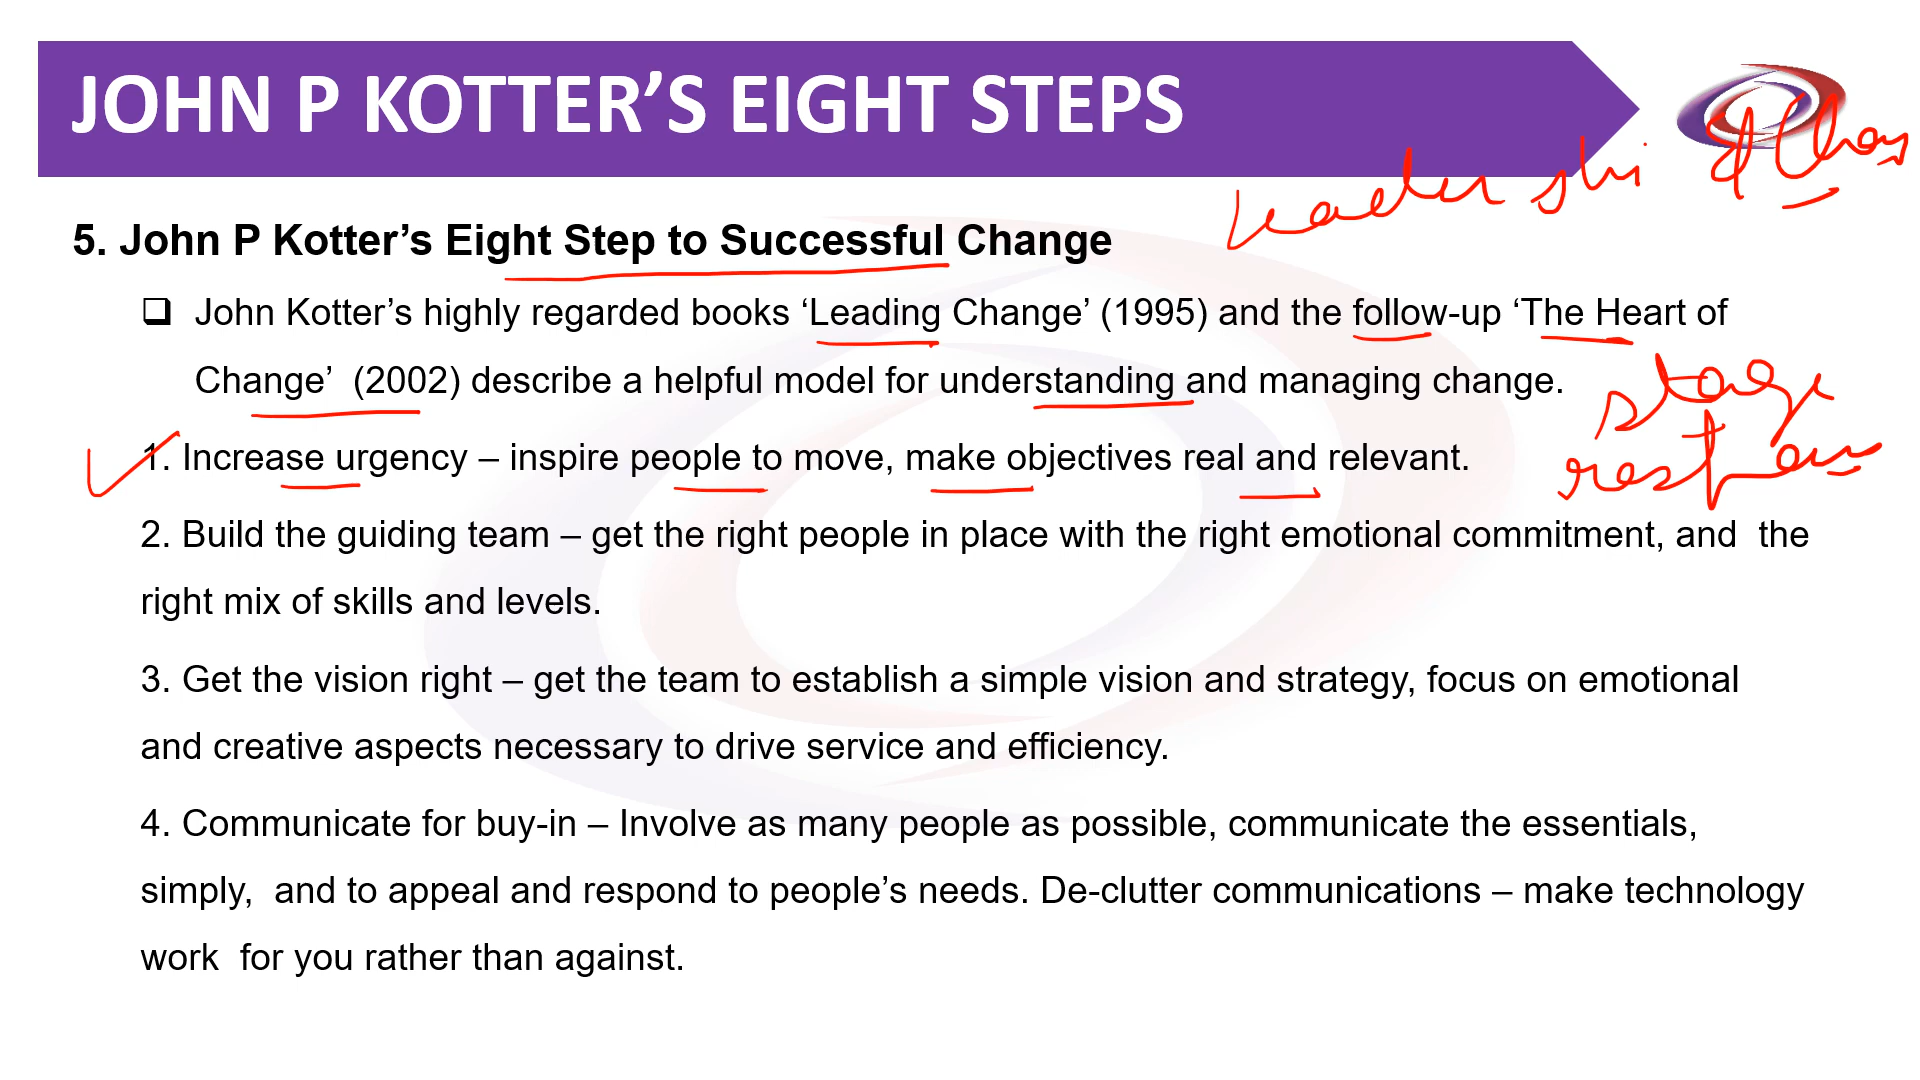 JOHN P KOTTER’S EIGHT STEPS
5. John P Kotter’s Eight Step to Successful Change
John Kotter’s highly regarded books ‘Leading Change’ (1995) and the follow-up ‘The Heart of
Change’ (2002) describe a helpful model for understanding and managing change.
1. Increase urgency – inspire people to move, make objectives real and relevant.
stage
2. Build the guiding team – get the right people in place with the right emotional commitment, and the
right mix of skills and levels.
3. Get the vision right – get the team to establish a simple vision and strategy, focus on emotional
and creative aspects necessary to drive service and efficiency.
4. Communicate for buy-in – Involve as many people as possible, communicate the essentials,
simply, and to appeal and respond to people’s needs. De-clutter communications – make technology
work for you rather than against.